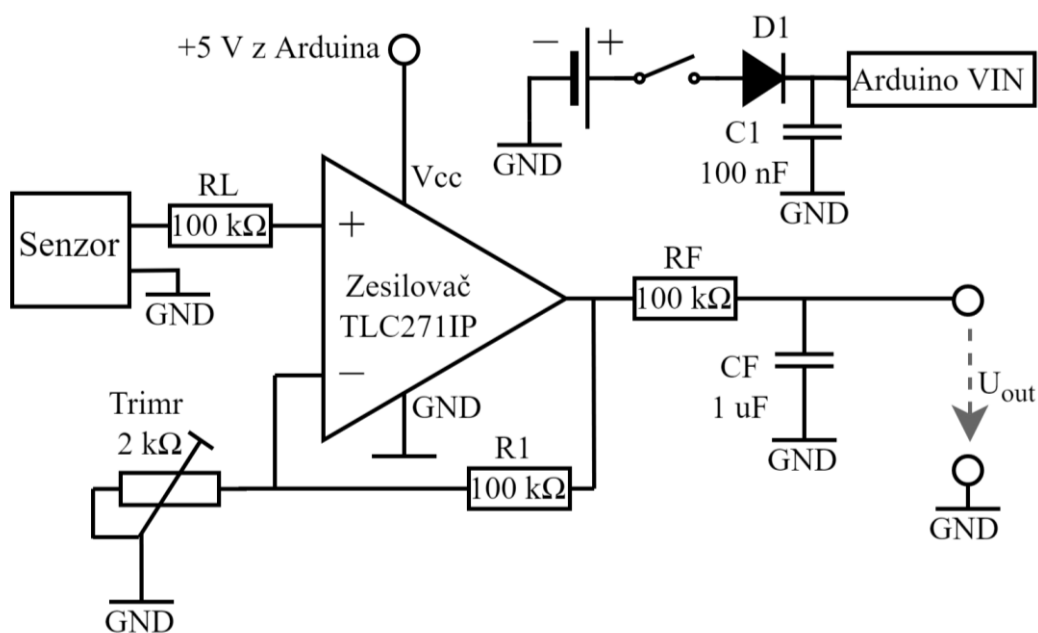 +5 V z Arduina
D1
− +
Arduino VIN
C1
100 nF
GND
GND
Vcc
RL
100 kΩ
+
Senzor
GND
Zesilovač
TLC271IP
−
GND
RF
100 kΩ
CF
1 uF
GND
U_out
GND
Trimr
2 kΩ
R1
100 kΩ
GND